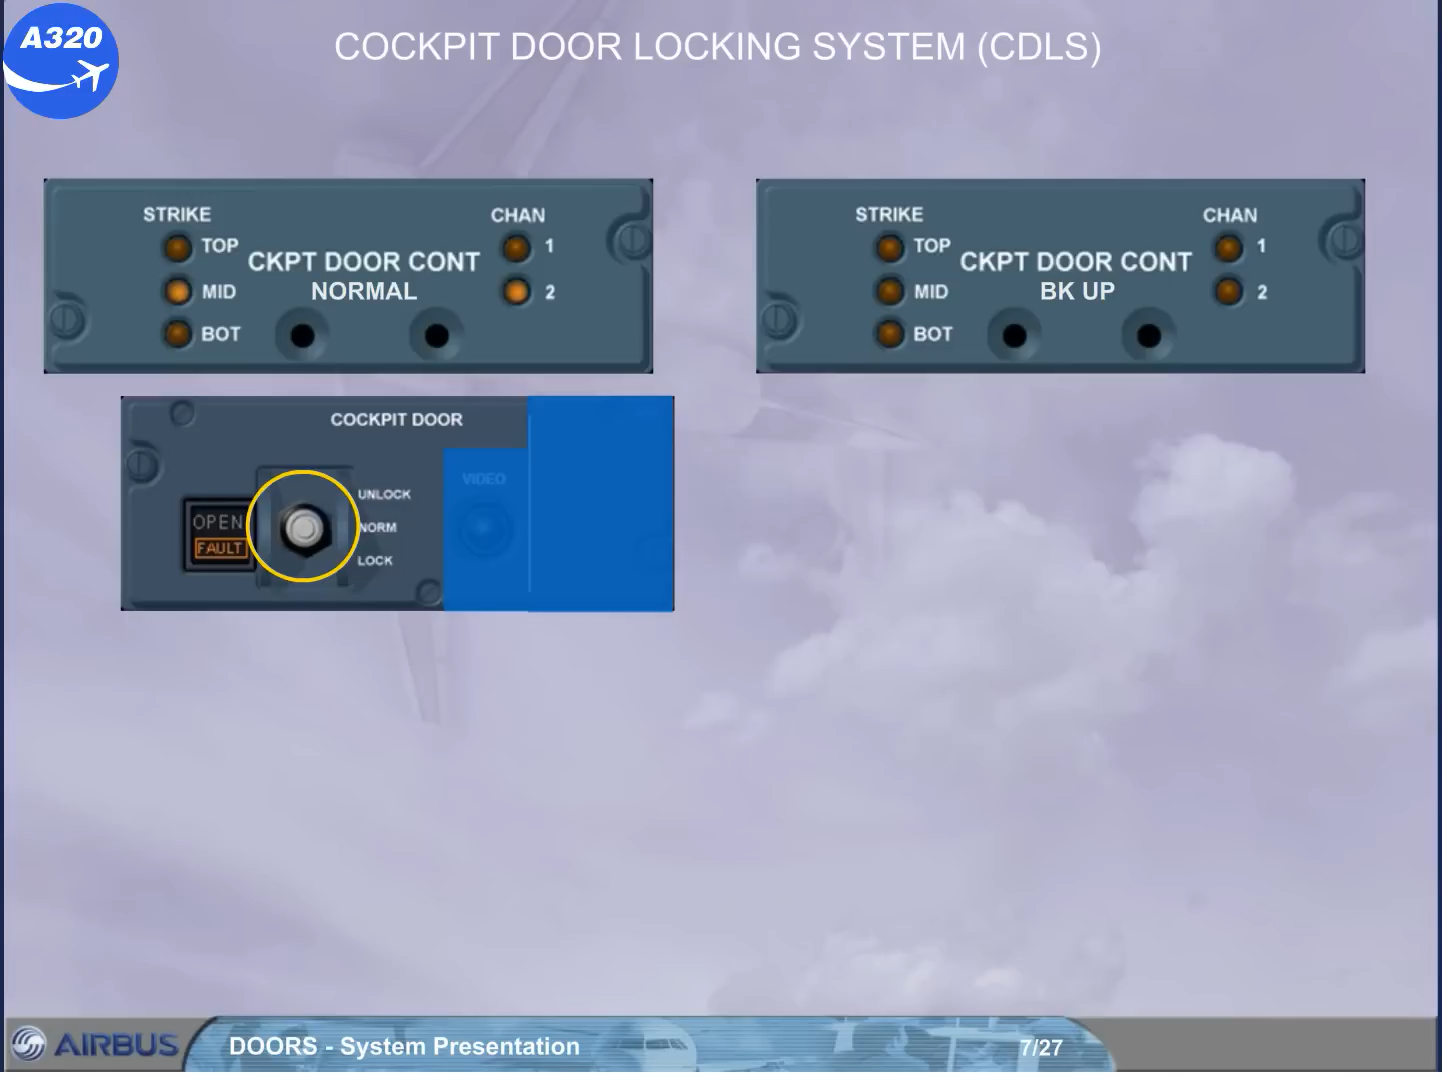 A320
COCKPIT DOOR LOCKING SYSTEM (CDLS)
STRIKE
CHAN
TOP
1
CKPT DOOR CONT
MID
NORMAL
2
BOT
STRIKE
CHAN
TOP
1
CKPT DOOR CONT
MID
BK UP
2
BOT
COCKPIT DOOR
VIDEO
UNLOCK
OPEN
NORM
FAULT
LOCK
AIRBUS
DOORS - System Presentation
7/27